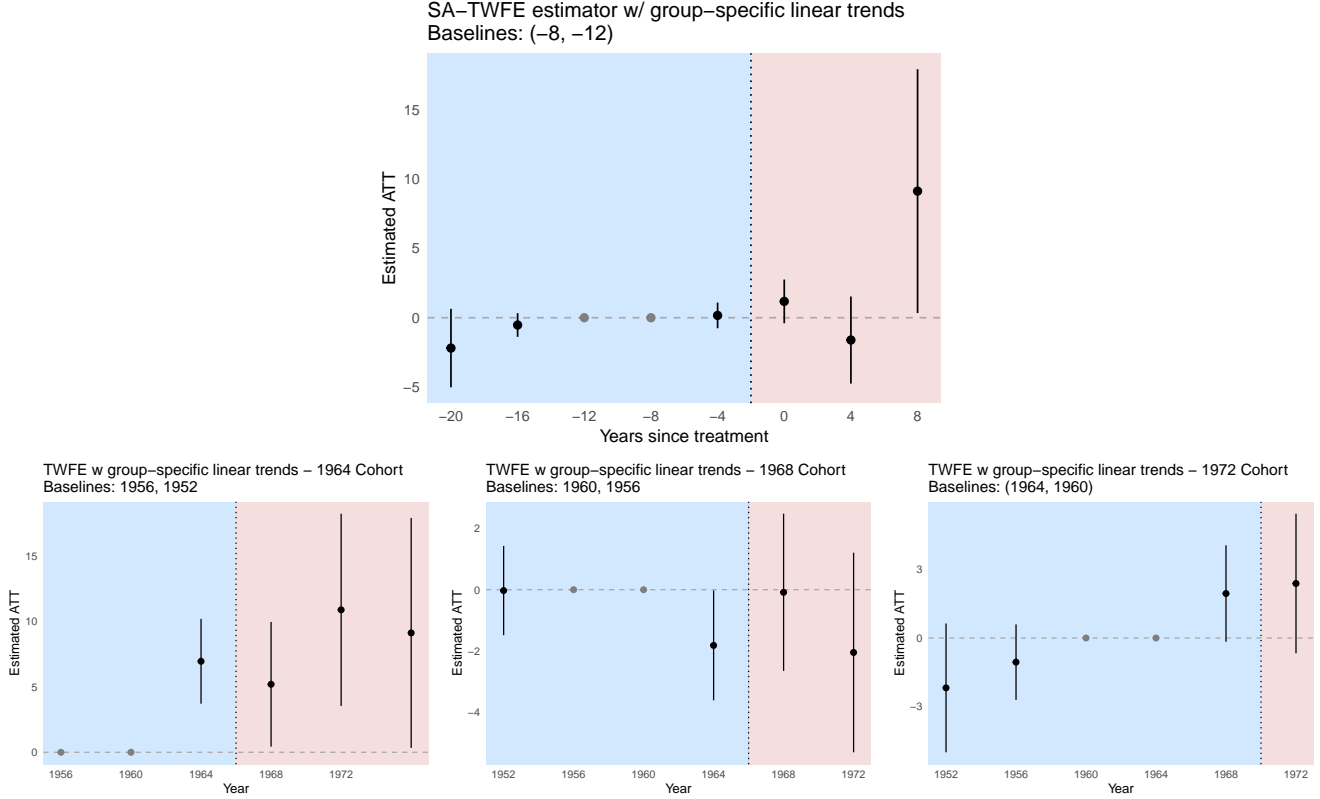 SA−TWFE estimator w/ group−specific linear trends
Baselines: (−8, −12)
Estimated ATT
15
10
5
0
−5
−20 −16 −12 −8 −4 0 4 8
Years since treatment
TWFE w group−specific linear trends − 1964 Cohort
Baselines: 1956, 1952
Estimated ATT
15
10
5
0
1956 1960 1964 1968 1972
Year
TWFE w group−specific linear trends − 1968 Cohort
Baselines: 1960, 1956
Estimated ATT
2
0
−2
−4
1952 1956 1960 1964 1968 1972
Year
TWFE w group−specific linear trends − 1972 Cohort
Baselines: (1964, 1960)
Estimated ATT
3
0
−3
1952 1956 1960 1964 1968 1972
Year